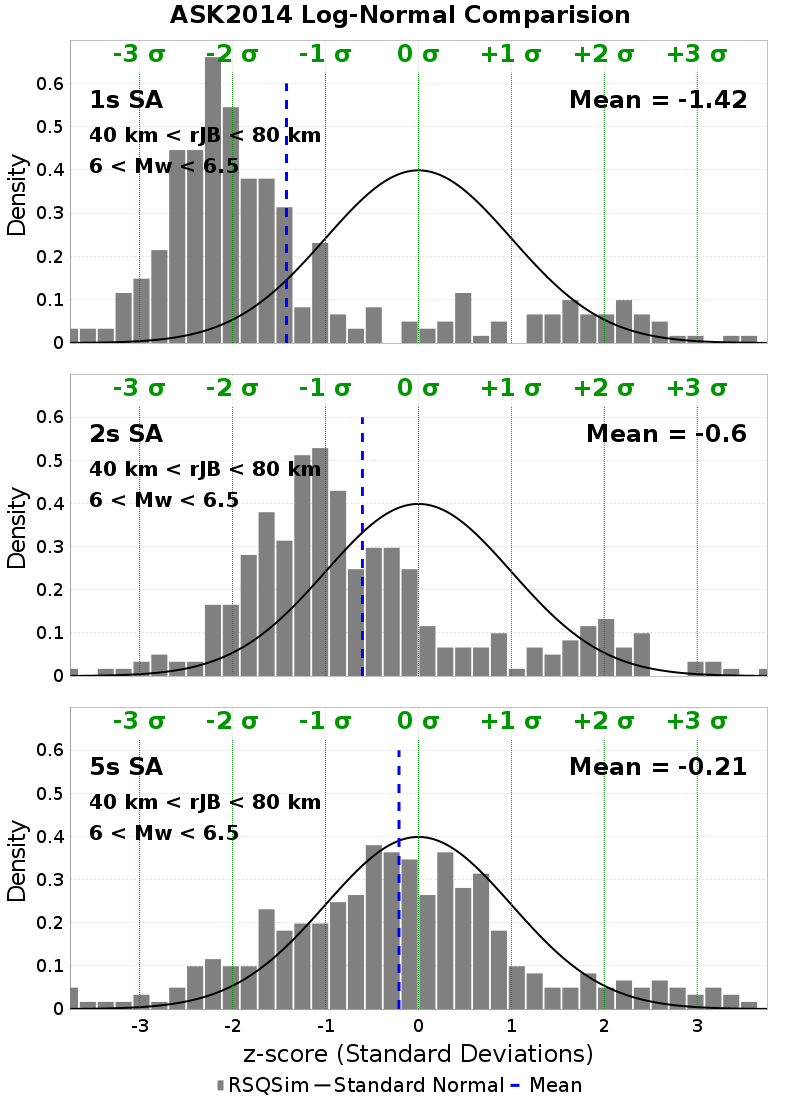 ASK2014 Log-Normal Comparision
-3 σ -2 σ -1 σ 0 σ +1 σ +2 σ +3 σ
0.6
1s SA Mean = -1.42
0.5
40 km < rJB < 80 km
6 < Mw < 6.5
0.4
0.3
0.2
0.1
0
Density
-3 σ -2 σ -1 σ 0 σ +1 σ +2 σ +3 σ
0.6
2s SA Mean = -0.6
0.5
40 km < rJB < 80 km
6 < Mw < 6.5
0.4
0.3
0.2
0.1
0
Density
-3 σ -2 σ -1 σ 0 σ +1 σ +2 σ +3 σ
0.6
5s SA Mean = -0.21
0.5
40 km < rJB < 80 km
6 < Mw < 6.5
0.4
0.3
0.2
0.1
0
Density
-3 -2 -1 0 1 2 3
z-score (Standard Deviations)
RSQSim Standard Normal Mean